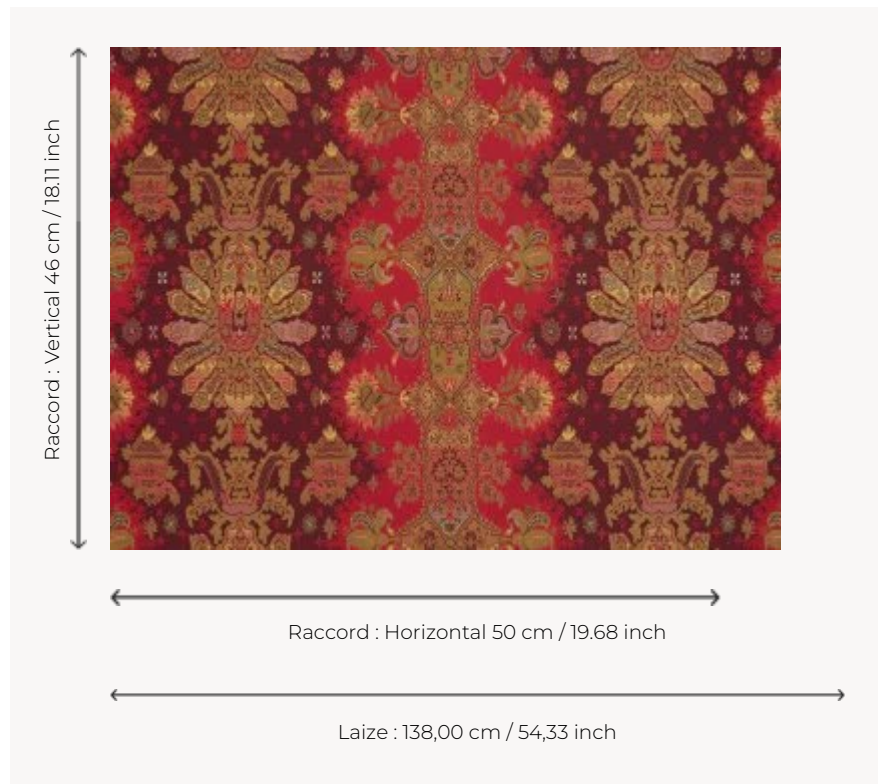 Raccord : Vertical 46 cm / 18.11 inch
Raccord : Horizontal 50 cm / 19.68 inch
Laize : 138,00 cm / 54,33 inch